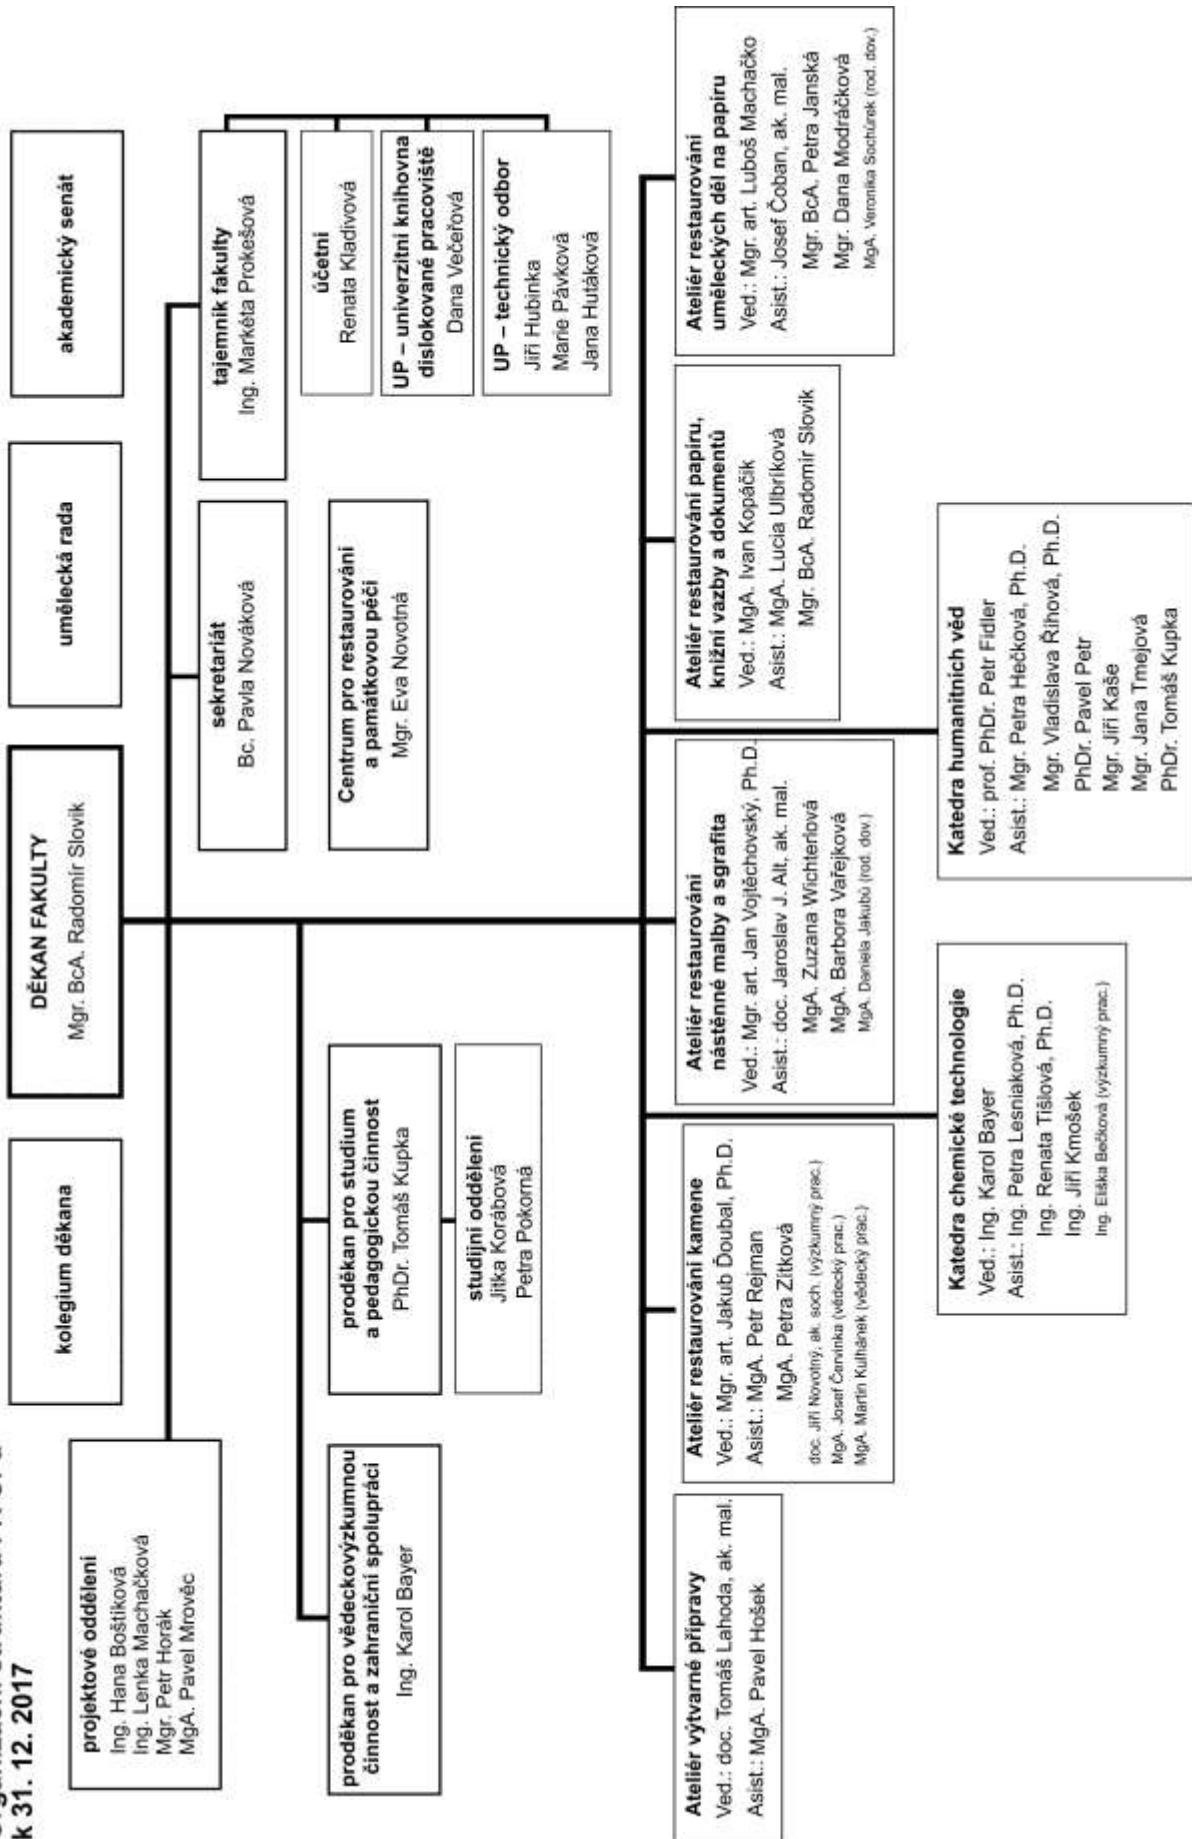 k 31. 12. 2017
kolegium děkana
DĚKAN FAKULTY
Mgr. BcA. Radomír Slovik
umělecká rada
akademický senát
projektové oddělení
Ing. Hana Boštíková
Ing. Lenka Machačková
Mgr. Petr Horák
MgA. Pavel Mrověc
sekretariát
Bc. Pavla Nováková
tajemník fakulty
Ing. Markéta Prokešová
účetní
Renata Kladivová
UP – univerzitní knihovna
dislokované pracoviště
Dana Večeřová
UP – technický odbor
Jiří Hubinka
Marie Pávková
Jana Hutáková
proděkan pro vědeckovýzkumnou
činnost a zahraniční spolupráci
Ing. Karol Bayer
proděkan pro studium
a pedagogickou činnost
PhDr. Tomáš Kupka
studijní oddělení
Jitka Korábová
Petra Pokorná
Centrum pro restaurování
a památkovou péči
Mgr. Eva Novotná
Ateliér výtvarné přípravy
Ved.: doc. Tomáš Lahoda, ak. mal.
Asist.: MgA. Pavel Hošek
Ateliér restaurování kamene
Ved.: Mgr. art. Jakub Ďoubal, Ph.D.
Asist.: MgA. Petr Rejman
MgA. Petra Zítková
doc. Jiří Novotný, ak. soch. (výzkumný prac.)
MgA. Josef Červinka (vědecký prac.)
MgA. Martin Kulhánek (vědecký prac.)
Ateliér restaurování
nástěnné malby a sgrafita
Ved.: Mgr. art. Jan Vojtěchovský, Ph.D.
Asist.: doc. Jaroslav J. Alt, ak. mal.
MgA. Zuzana Wichterlová
MgA. Barbora Vařejková
MgA. Daniela Jakubů (rod. dov.)
Ateliér restaurování papíru,
knižní vazby a dokumentů
Ved.: MgA. Ivan Kopáčik
Asist.: MgA. Lucia Ulbríková
Mgr. BcA. Radomír Slovik
Ateliér restaurování
uměleckých děl na papíru
Ved.: Mgr. art. Luboš Machačko
Asist.: Josef Čoban, ak. mal.
Mgr. BcA. Petra Janská
Mgr. Dana Modráčková
MgA. Veronika Sochůrek (rod. dov.)
Katedra chemické technologie
Ved.: Ing. Karol Bayer
Asist.: Ing. Petra Lesniaková, Ph.D.
Ing. Renata Tišlová, Ph.D.
Ing. Jiří Kmošek
Ing. Eliška Bečková (výzkumný prac.)
Katedra humanitních věd
Ved.: prof. PhDr. Petr Fidler
Asist.: Mgr. Petra Hečková, Ph.D.
Mgr. Vladislava Říhová, Ph.D.
PhDr. Pavel Petr
Mgr. Jiří Kaše
Mgr. Jana Tmejová
PhDr. Tomáš Kupka